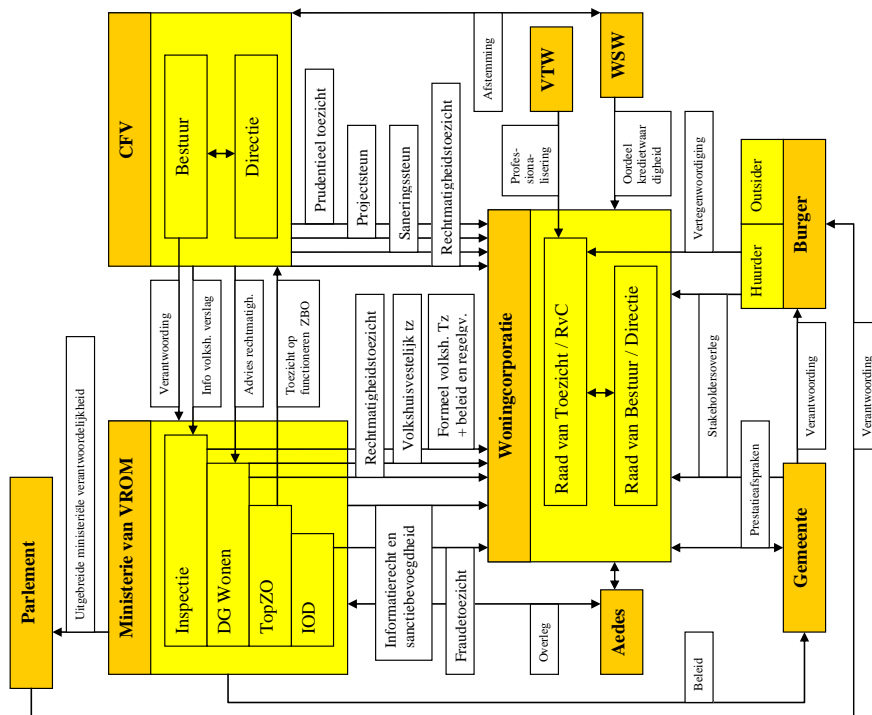 Parlement
Uitgebreide ministeriële verantwoordelijkheid
Ministerie van VROM
Inspectie
DG Wonen
TopZO
IOD
Verantwoording
Info volksh. verslag
Advies rechtmatigh.
Toezicht op
functioneren ZBO
CFV
Bestuur
Directie
Prudentieel toezicht
Projectsteun
Saneringssteun
Rechtmatigheidstoezicht
Rechtmatigheidstoezicht
Volkshuisvestelijk tz
Formeel volksh. Tz
+ beleid en regelgv.
Informatierecht en
sanctiebevoegdheid
Fraudetoezicht
Overleg
Beleid
Afstemming
VTW
WSW
Profes-
siona-
lisering
Oordeel
kredietwaar
digheid
Woningcorporatie
Raad van Toezicht / RvC
Raad van Bestuur / Directie
Aedes
Vertegenwoordiging
Stakeholdersoverleg
Prestatieafspraken
Huurder
Outsider
Burger
Gemeente
Verantwoording
Verantwoording